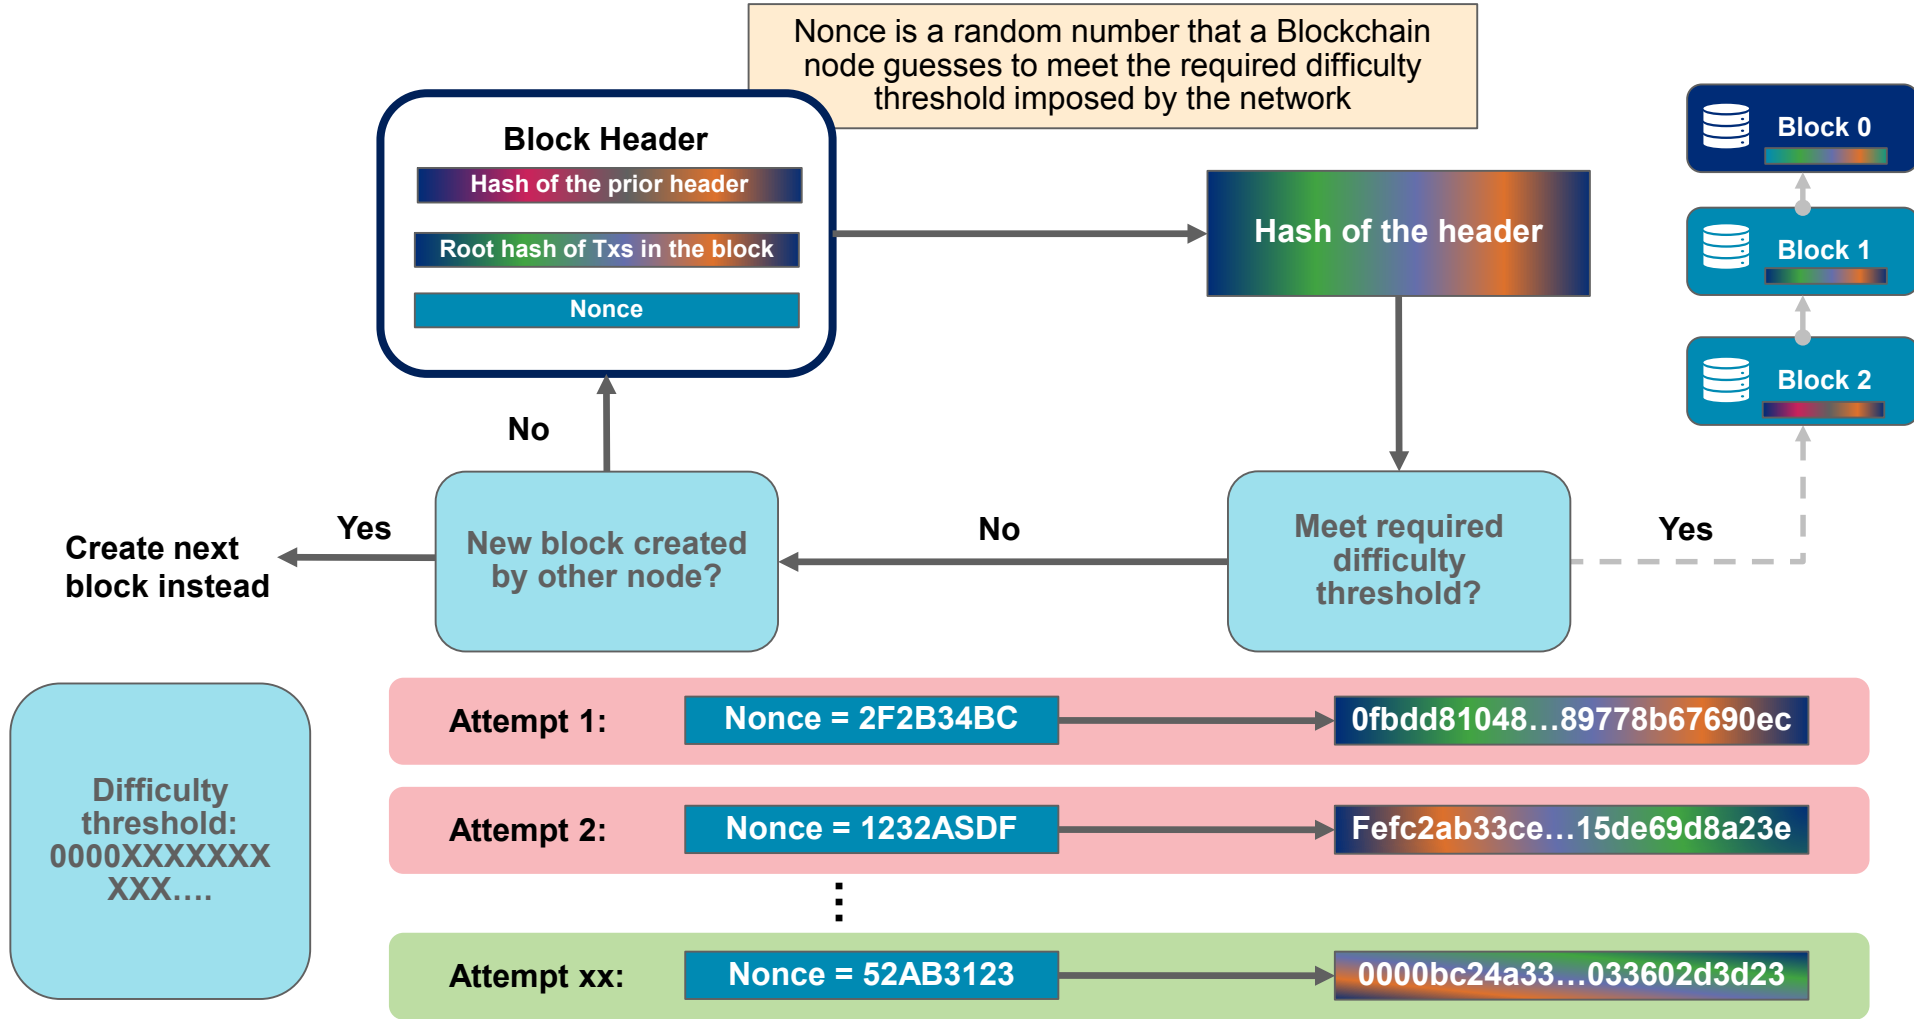 Nonce is a random number that a Blockchain
node guesses to meet the required difficulty
threshold imposed by the network
Block Header
Hash of the prior header
Root hash of Txs in the block
Nonce
Hash of the header
Block 0
Block 1
Block 2
No
Yes
Create next
block instead
New block created
by other node?
No
Meet required
difficulty
threshold?
Yes
Difficulty
threshold:
0000XXXXXXX
XXX....
Attempt 1:
Nonce = 2F2B34BC
0fbdd81048...89778b67690ec
Attempt 2:
Nonce = 1232ASDF
Fefc2ab33ce...15de69d8a23e
Attempt xx:
Nonce = 52AB3123
0000bc24a33...033602d3d23